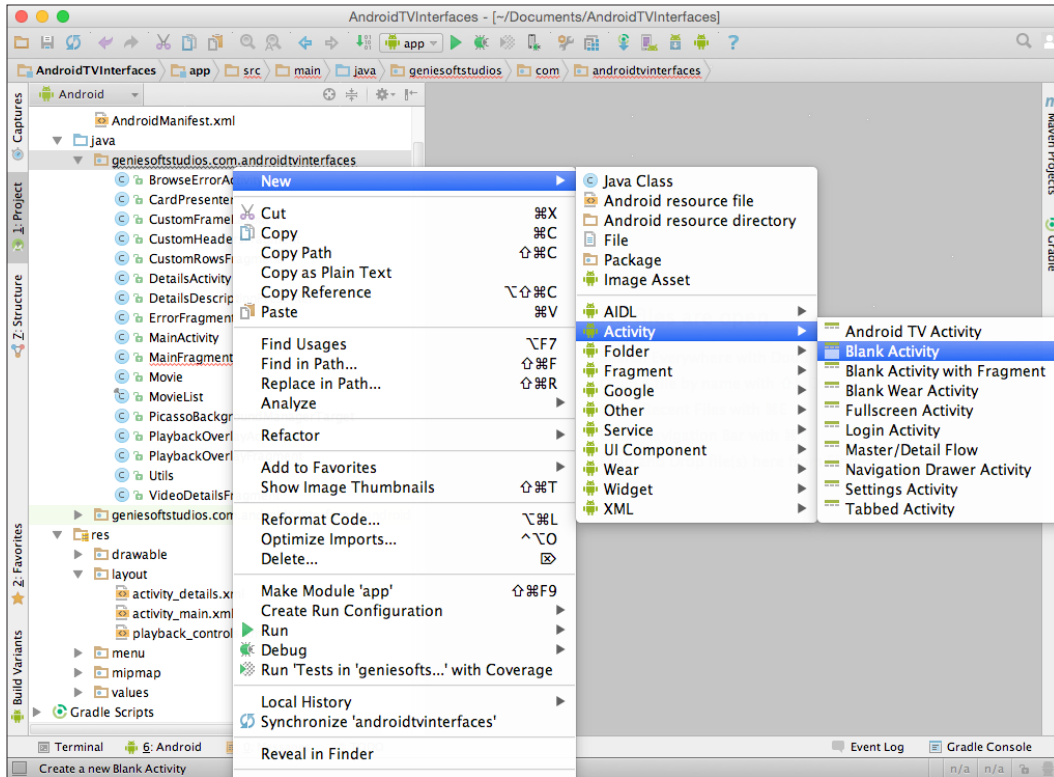 AndroidTVInterfaces - [~/Documents/AndroidTVInterfaces]
app
?
AndroidTVInterfaces app src main java geniesoftstudios com androidtvinterfaces
Captures
1: Project
7: Structure
2: Favorites
Build Variants
Android
AndroidManifest.xml
java
geniesoftstudios.com.androidtvinterfaces
BrowseErrorAc
CardPresenter
CustomFrameL
CustomHeade
CustomRowsFr
DetailsActivity
DetailsDescrip
ErrorFragment
MainActivity
MainFragment
Movie
MovieList
PicassoBackgr
PlaybackOverl
PlaybackOverl
Utils
VideoDetailsFr
geniesoftstudios.com
res
drawable
layout
activity_details.xm
activity_main.xml
playback_control
menu
mipmap
values
Gradle Scripts
New
Cut ⌘X
Copy ⌘C
Copy Path ⇧⌘C
Copy as Plain Text
Copy Reference ⌥⇧⌘C
Paste ⌘V
Find Usages ⌥F7
Find in Path... ⇧⌘F
Replace in Path... ⇧⌘R
Analyze
Refactor
Add to Favorites
Show Image Thumbnails ⇧⌘T
Reformat Code... ⌥⌘L
Optimize Imports... ^⌥O
Delete... ⌦
Make Module 'app' ⇧⌘F9
Create Run Configuration
Run
Debug
Run 'Tests in 'geniesofts...' with Coverage
Local History
Synchronize 'androidtvinterfaces'
Reveal in Finder
Java Class
Android resource file
Android resource directory
File
Package
Image Asset
AIDL
Activity
Folder
Fragment
Google
Other
Service
UI Component
Wear
Widget
XML
Android TV Activity
Blank Activity
Blank Activity with Fragment
Blank Wear Activity
Fullscreen Activity
Login Activity
Master/Detail Flow
Navigation Drawer Activity
Settings Activity
Tabbed Activity
Maven Projects
Gradle
Terminal 6: Android
Event Log Gradle Console
Create a new Blank Activity
n/a n/a